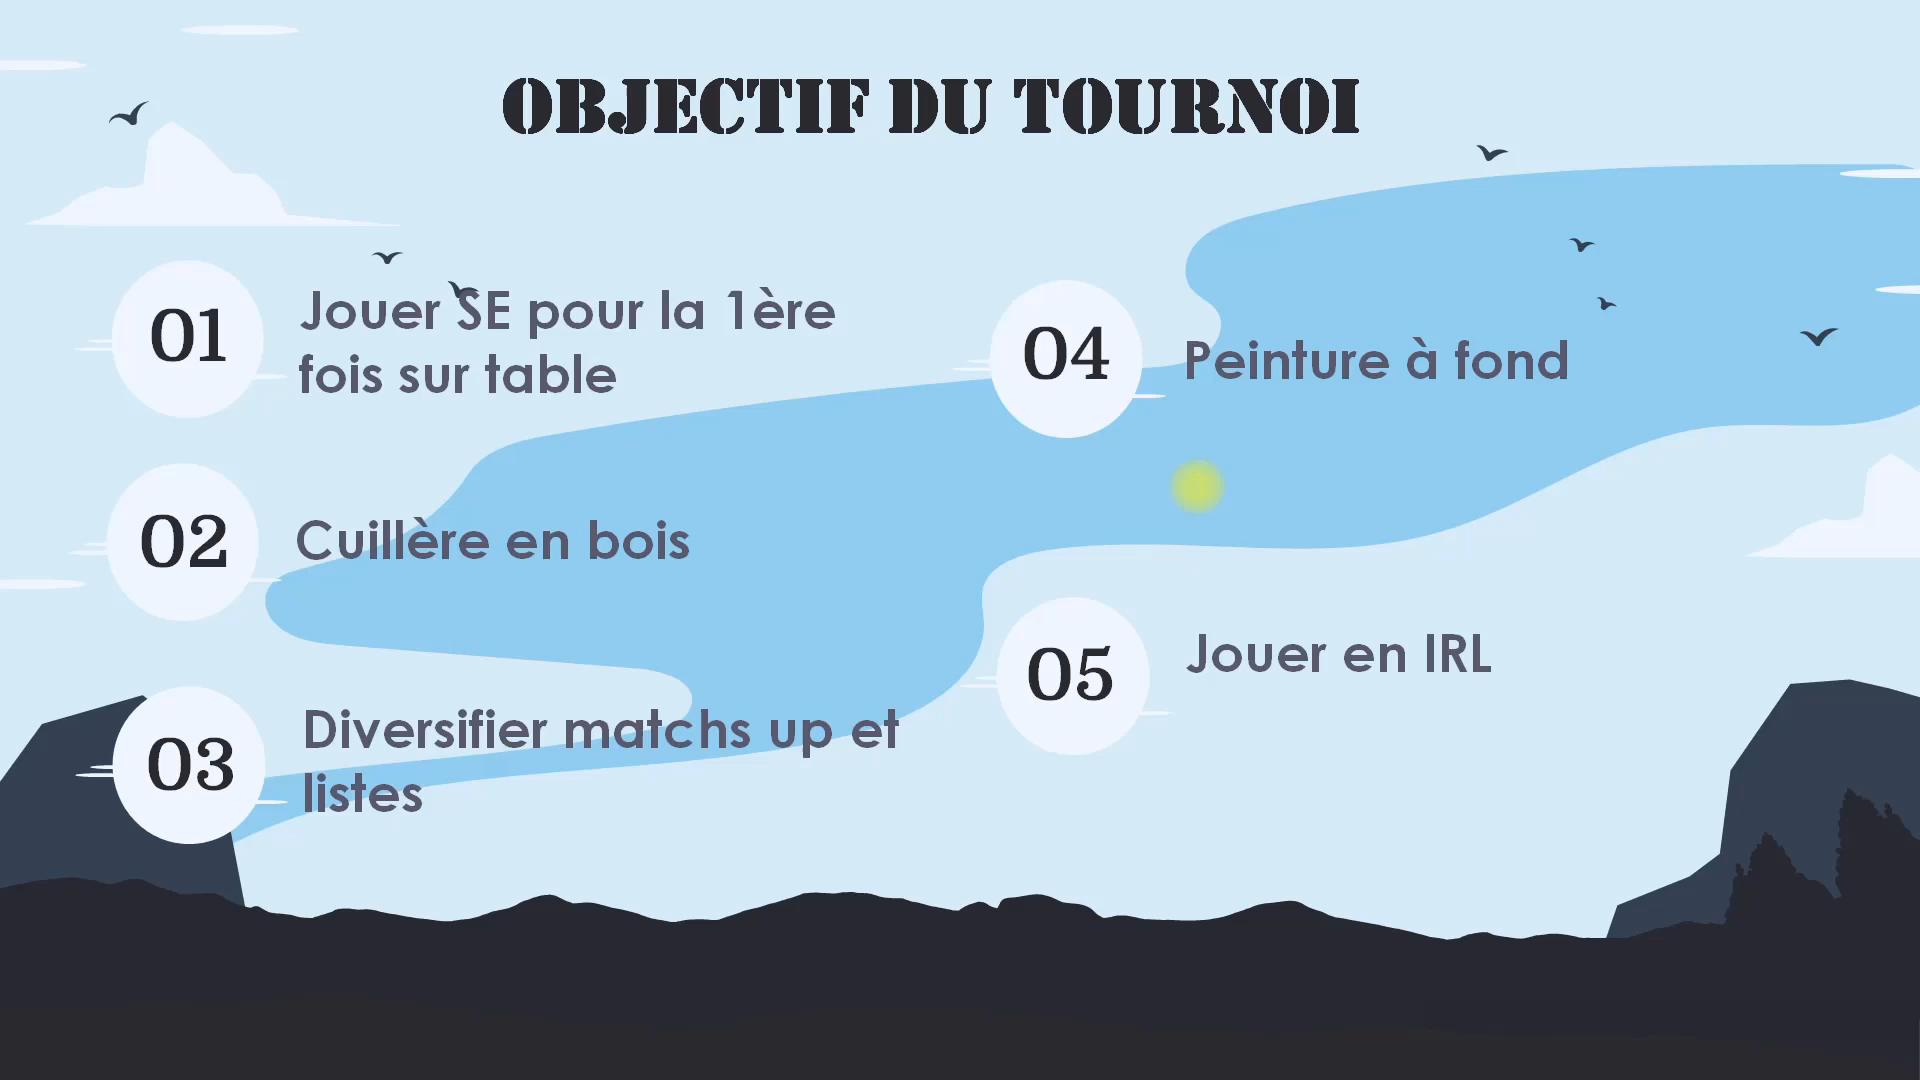 OBJECTIF DU TOURNOI
01
Jouer SE pour la 1ère
fois sur table
02
Cuillère en bois
03
Diversifier matchs up et
listes
04
Peinture à fond
05
Jouer en IRL